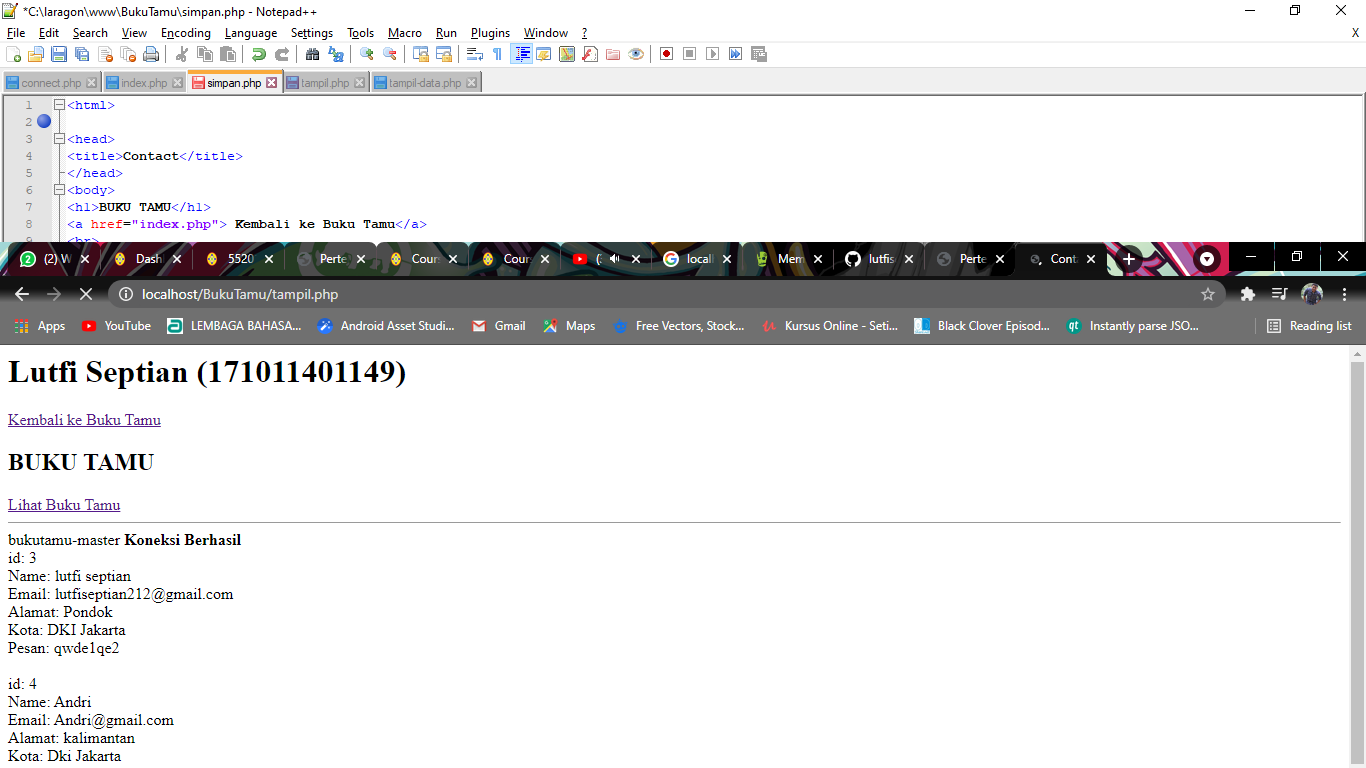 *C:\laragon\www\BukuTamu\simpan.php - Notepad++
File Edit Search View Encoding Language Settings Tools Macro Run Plugins Window ? X
connect.php index.php simpan.php tampil.php tampil-data.php
1 <html>
2
3 <head>
4 <title>Contact</title>
5 </head>
6 <body>
7 <h1>BUKU TAMU</h1>
8 <a href="index.php"> Kembali ke Buku Tamu</a>
9 <br>
(2) W Dash 5520 Perte Cour Cour (: locall Mem lutfis Perte Cont
localhost/BukuTamu/tampil.php
Apps YouTube LEMBAGA BAHASA... Android Asset Studi... Gmail Maps Free Vectors, Stock... Kursus Online - Seti... Black Clover Episod... qt Instantly parse JSO... Reading list
Lutfi Septian (171011401149)
Kembali ke Buku Tamu
BUKU TAMU
Lihat Buku Tamu
bukutamu-master Koneksi Berhasil
id: 3
Name: lutfi septian
Email: lutfiseptian212@gmail.com
Alamat: Pondok
Kota: DKI Jakarta
Pesan: qwde1qe2
id: 4
Name: Andri
Email: Andri@gmail.com
Alamat: kalimantan
Kota: Dki Jakarta